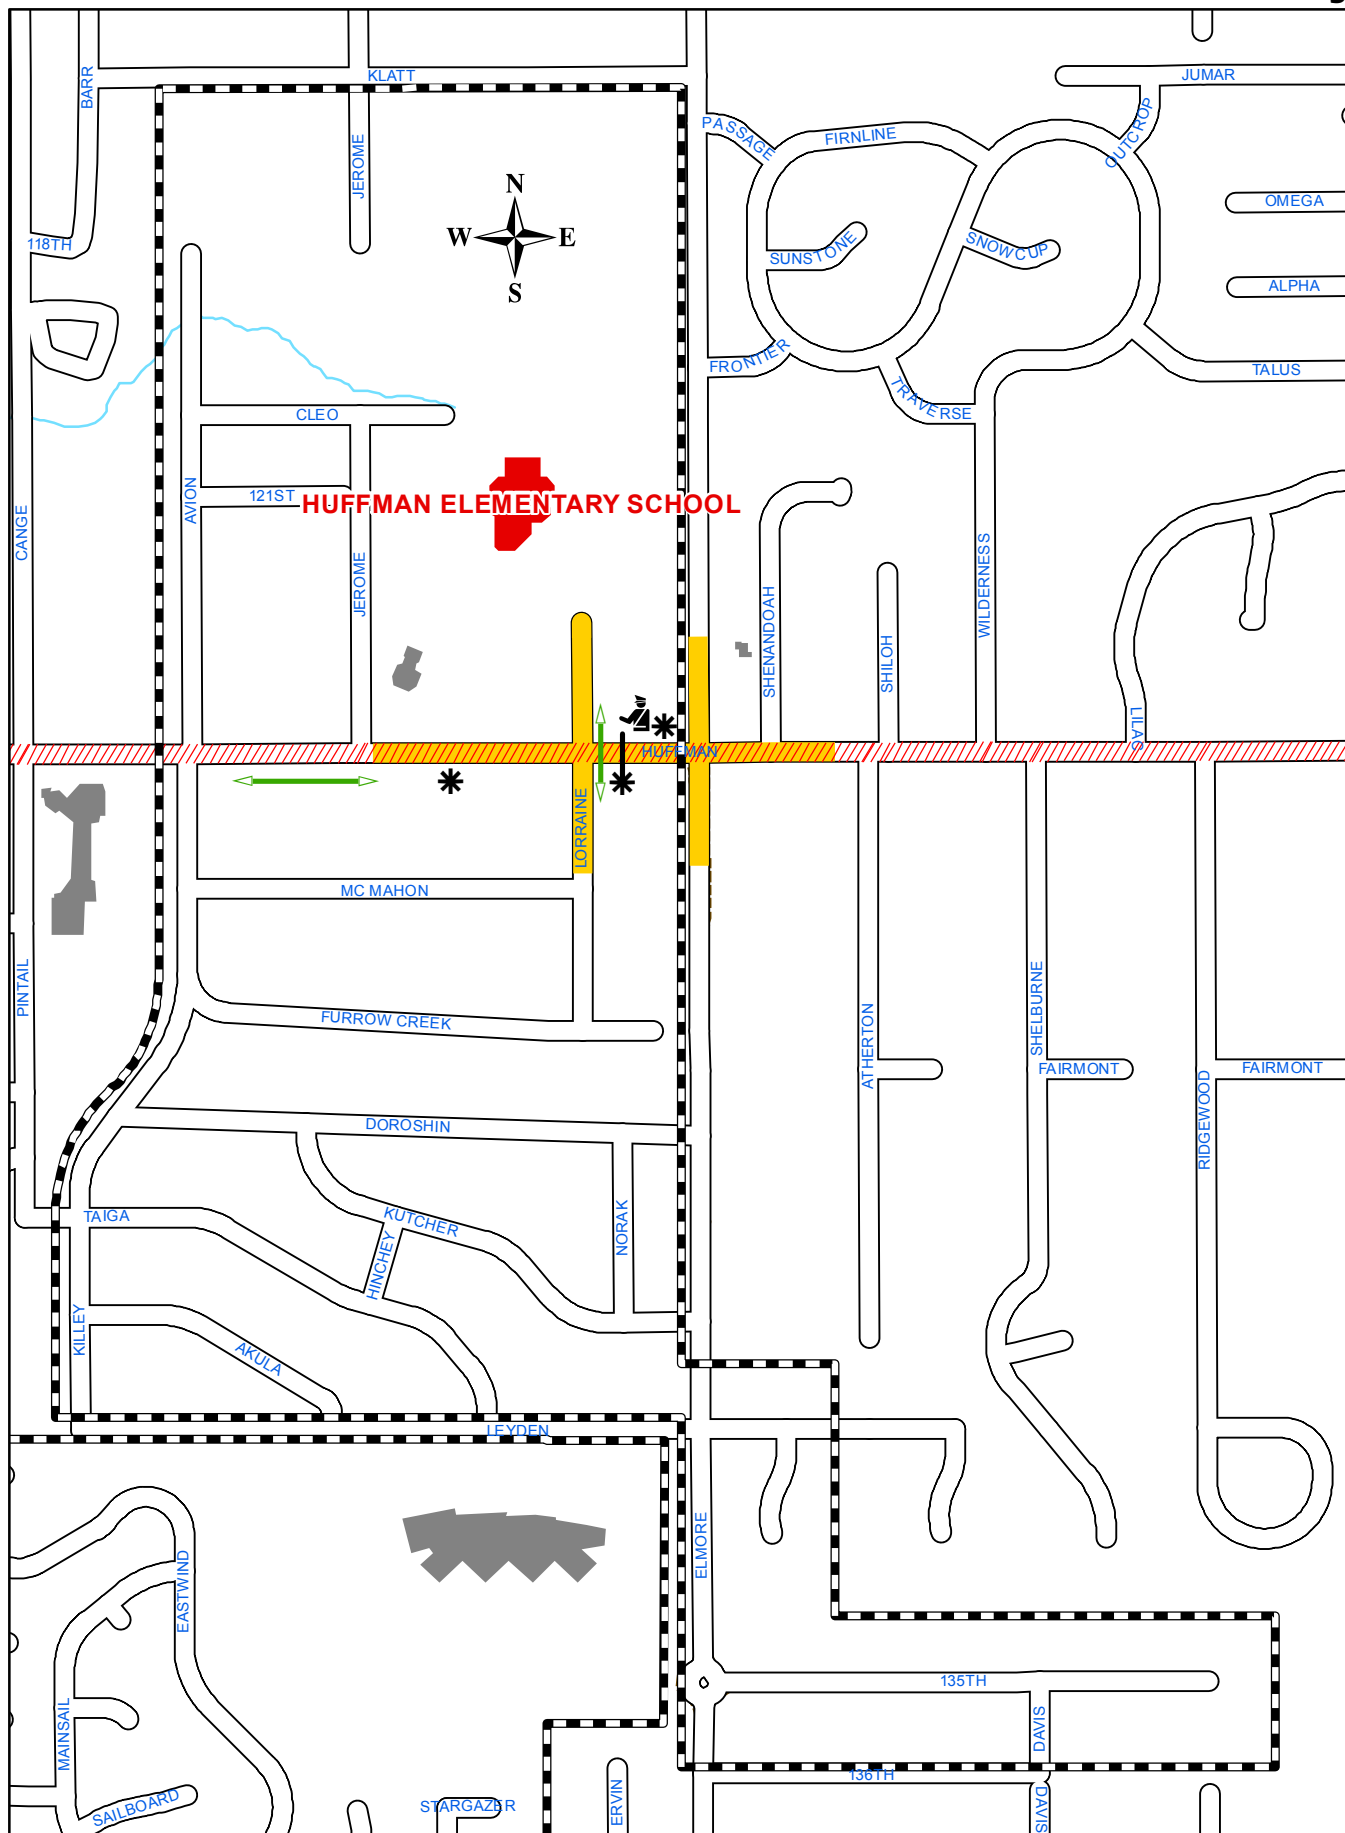 KLATT
JUMAR
BARR
PASSAGE
FIRNLINE
OUTCROP
JEROME
N
W E
S
OMEGA
118TH
SUNSTONE
SNOWCUP
ALPHA
FRONTIER
TALUS
TRAVERSE
CLEO
121ST
AVION
HUFFMAN ELEMENTARY SCHOOL
CANGE
JEROME
WILDERNESS
SHENANDOAH
SHILOH
LILAC
HUFFMAN
LORRAINE
MC MAHON
PINTAIL
FURROW CREEK
SHELBURNE
ATHERTON
FAIRMONT
FAIRMONT
RIDGEWOOD
DOROSHIN
TAIGA
KUTCHER
NORAK
HINCHEY
KILLEY
AKULA
LEYDEN
ELMORE
EASTWIND
135TH
MAINSAIL
DAVIS
136TH
SAILBOARD
STARGAZER
ERVIN
DAVIS